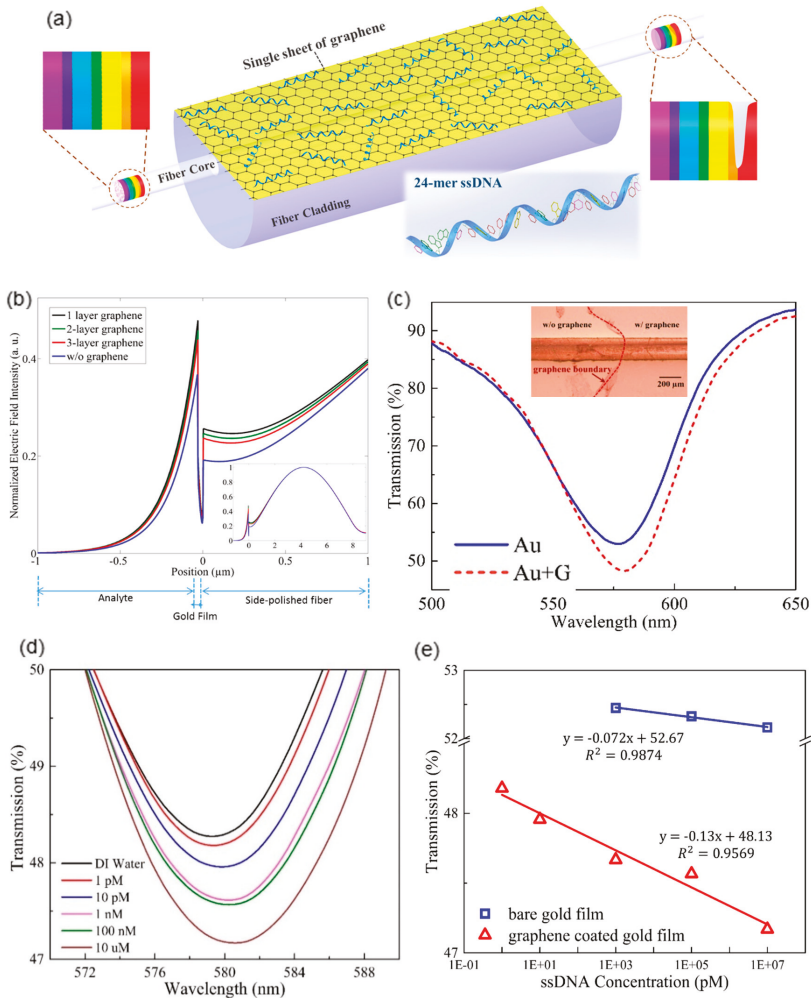 (a)
Single sheet of graphene
Fiber Core
Fiber Cladding
24-mer ssDNA
(b)
1 layer graphene
2-layer graphene
3-layer graphene
w/o graphene
Normalized Electric Field Intensity (a. u.)
0.4
0.2
0
-1
-0.5
0
0.5
1
1
0.8
0.6
0.4
0.2
0
0
2
4
6
8
Position (µm)
Analyte
Gold Film
Side-polished fiber
(c)
w/o graphene
w/ graphene
graphene boundary
200 µm
Transmission (%)
90
80
70
60
50
Au
Au+G
500
550
600
650
Wavelength (nm)
(d)
Transmission (%)
50
49
48
47
DI Water
1 pM
10 pM
1 nM
100 nM
10 uM
572
576
580
584
588
Wavelength (nm)
(e)
Transmission (%)
53
52
48
47
y = -0.072x + 52.67
R² = 0.9874
y = -0.13x + 48.13
R² = 0.9569
bare gold film
graphene coated gold film
1E-01
1E+01
1E+03
1E+05
1E+07
ssDNA Concentration (pM)